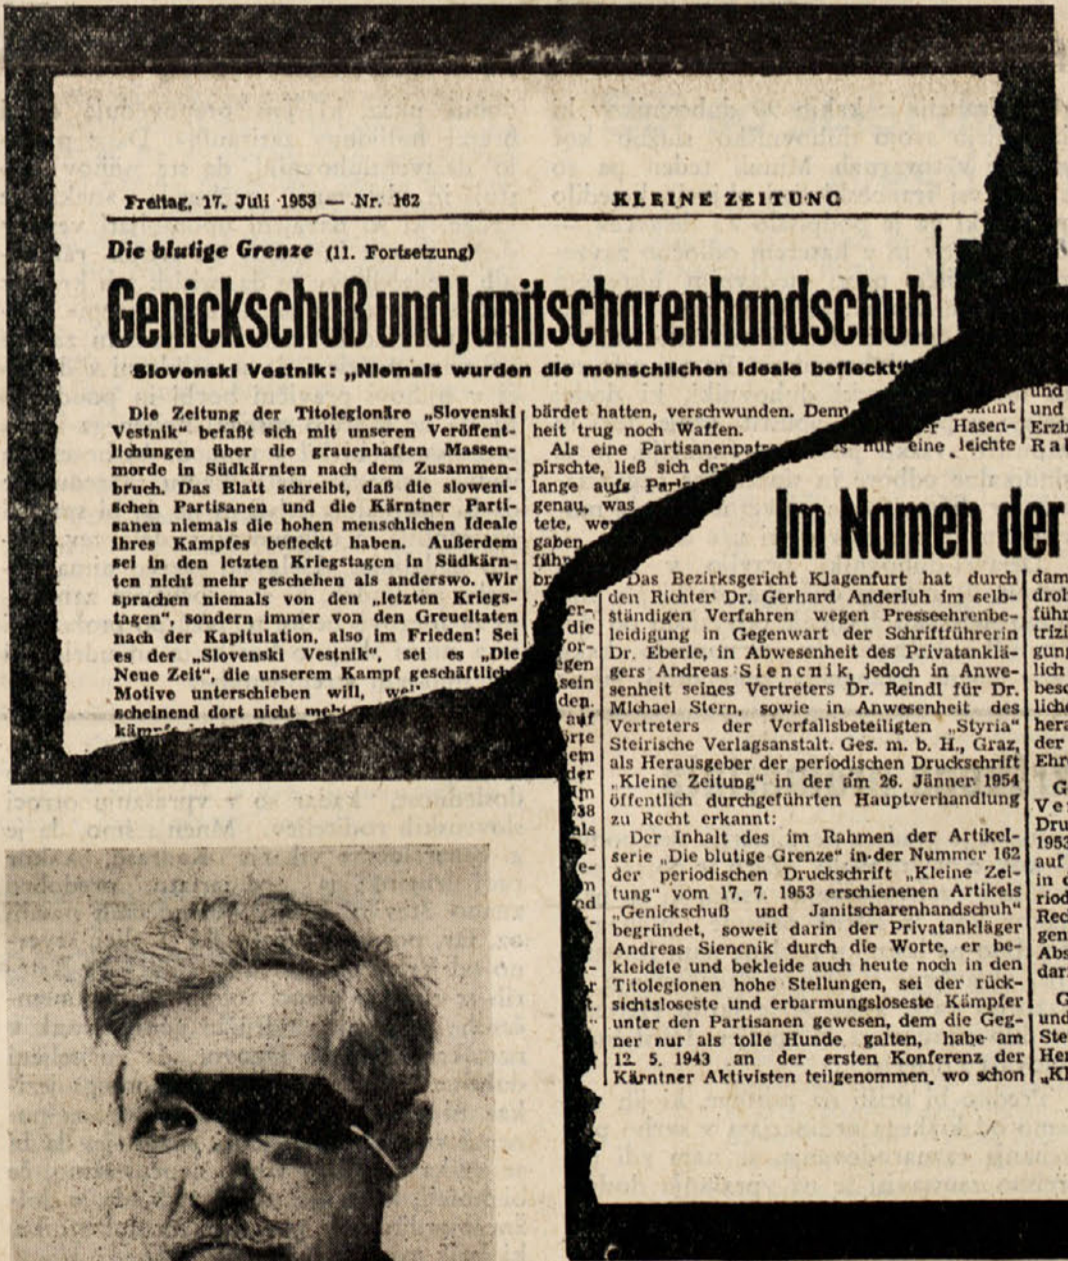 Freitag, 17. Juli 1953 — Nr. 162
KLEINE ZEITUNG
Die blutige Grenze (11. Fortsetzung)
Genickschuß und Janitscharenhandschuh
Slovenski Vestnik: „Niemals wurden die menschlichen Ideale befleckt“
Die Zeitung der Titolegionäre „Slovenski
Vestnik“ befaßt sich mit unseren Veröffent-
lichungen über die grauenhaften Massen-
morde in Südkärnten nach dem Zusammen-
bruch. Das Blatt schreibt, daß die sloweni-
schen Partisanen und die Kärntner Parti-
sanen niemals die hohen menschlichen Ideale
ihres Kampfes befleckt haben. Außerdem
sei in den letzten Kriegstagen in Südkärn-
ten nicht mehr geschehen als anderswo. Wir
sprachen niemals von den „letzten Kriegs-
tagen“, sondern immer von den Greueltaten
nach der Kapitulation, also im Frieden! Sei
es der „Slovenski Vestnik“, sei es „Die
Neue Zeit“, die unserem Kampf geschäftliche
Motive unterschieben will,
scheinend dort nicht
bärdet hatten, verschwunden. Denn
heit trug noch Waffen.
Als eine
pirschte, ließ sich
lange aufs
genau, was
tete,
gaben
Hasen-
nur eine leichte
und
und
Erzb
Im Namen der
Das Bezirksgericht Klagenfurt hat durch
den Richter Dr. Gerhard Anderluh im selb-
ständigen Verfahren wegen Presseehrenbe-
leidigung in Gegenwart der Schriftführerin
Dr. Eberle, in Abwesenheit des Privatanklä-
gers Andreas Siencnik, jedoch in Anwe-
senheit seines Vertreters Dr. Reindl für Dr.
Michael Stern, sowie in Anwesenheit des
Vertreters der Verfallsbeteiligten „Styria“
Steirische Verlagsanstalt. Ges. m. b. H., Graz,
als Herausgeber der periodischen Druckschrift
„Kleine Zeitung“ in der am 26. Jänner 1954
öffentlich durchgeführten Hauptverhandlung
zu Recht erkannt:
Der Inhalt des im Rahmen der Artikel-
serie „Die blutige Grenze“ in der Nummer 162
der periodischen Druckschrift „Kleine Zei-
tung“ vom 17. 7. 1953 erschienenen Artikels
„Genickschuß und Janitscharenhandschuh“
begründet, soweit darin der Privatankläger
Andreas Siencnik durch die Worte, er be-
kleidete und bekleide auch heute noch in den
Titolegionen hohe Stellungen, sei der rück-
sichtsloseste und erbarmungsloseste Kämpfer
unter den Partisanen gewesen, dem die Geg-
ner nur als tolle Hunde galten, habe am
12. 5. 1943 an der ersten Konferenz der
Kärntner Aktivisten teilgenommen, wo schon